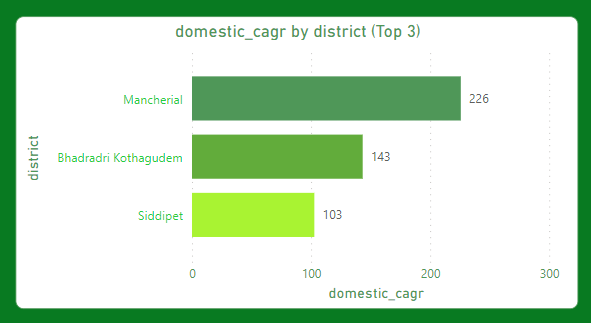 domestic_cagr by district (Top 3)
district
Mancherial
226
Bhadradri Kothagudem
143
Siddipet
103
0
100
200
300
domestic_cagr